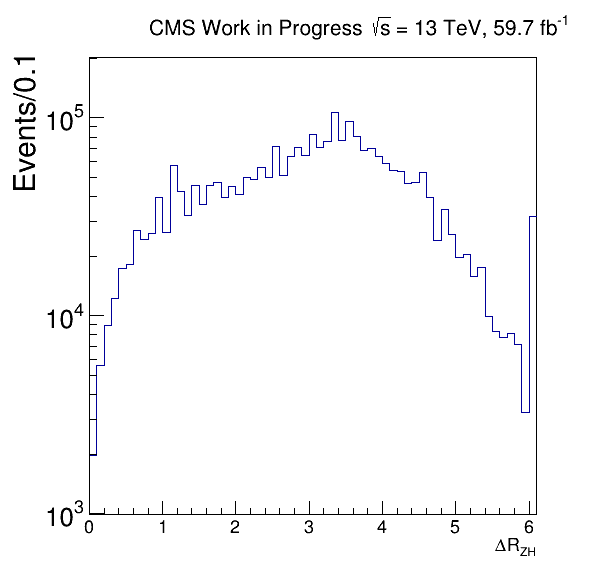 CMS Work in Progress √s = 13 TeV, 59.7 fb⁻¹
Events/0.1
10⁵
10⁴
10³
0 1 2 3 4 5 6
ΔR_ZH